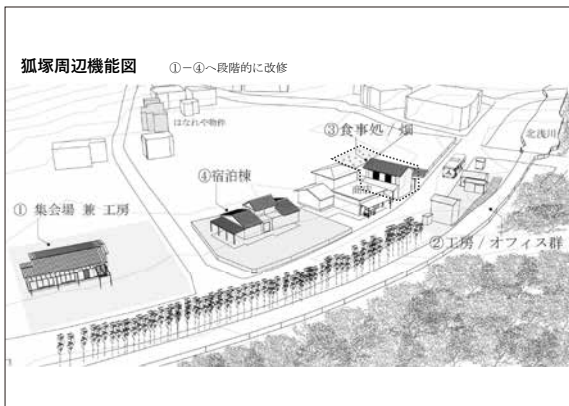 狐塚周辺機能図 ①−④へ段階的に改修
はなれや物件
③食事処 / 畑
北浅川
④宿泊棟
① 集会場 兼 工房
②工房 / オフィス群